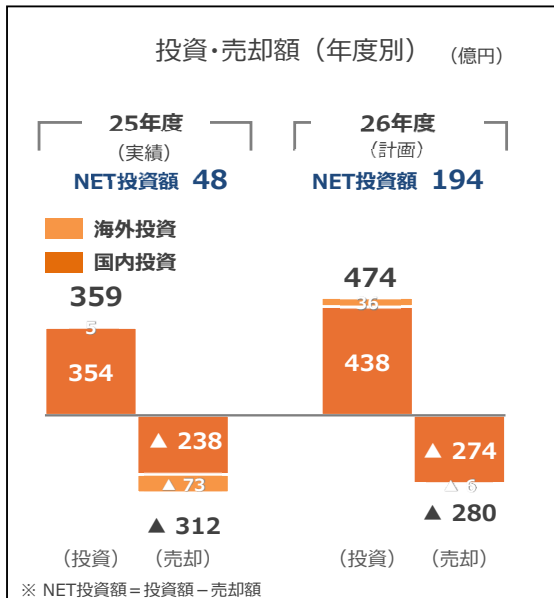 投資・売却額（年度別）（億円）
25年度
（実績）
NET投資額 48
26年度
（計画）
NET投資額 194
海外投資
国内投資
359
5
354
474
36
438
▲ 238
▲ 73
▲ 312
▲ 274
▲ 6
▲ 280
（投資）（売却）
（投資）（売却）
※ NET投資額＝投資額－売却額